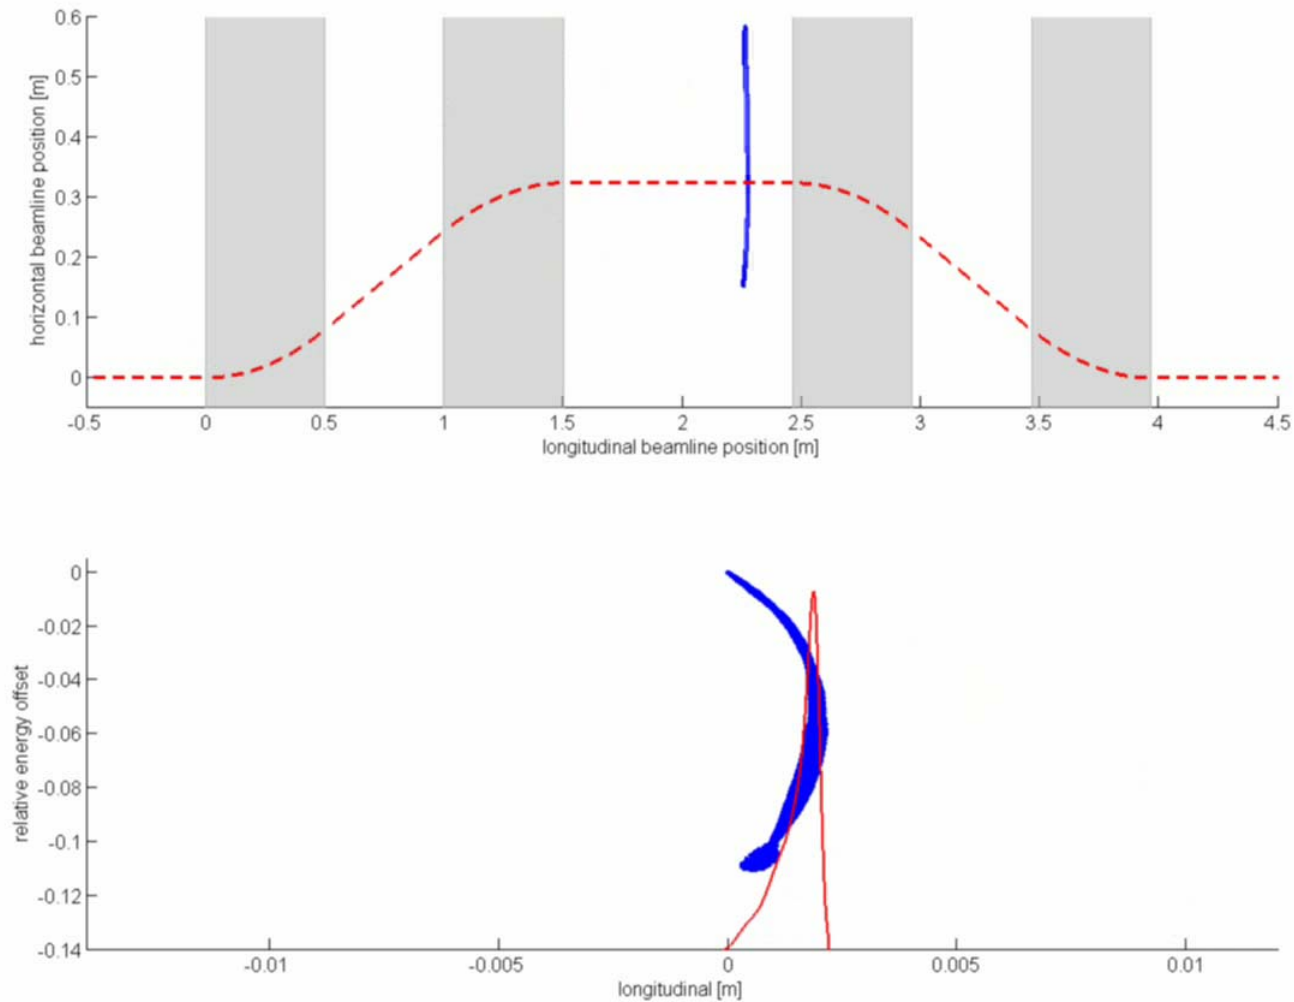 0.6
0.5
0.4
0.3
0.2
0.1
0
horizontal beamline position [m]
-0.5 0 0.5 1 1.5 2 2.5 3 3.5 4 4.5
longitudinal beamline position [m]
0
-0.02
-0.04
-0.06
-0.08
-0.1
-0.12
-0.14
relative energy offset
-0.01 -0.005 0 0.005 0.01
longitudinal [m]